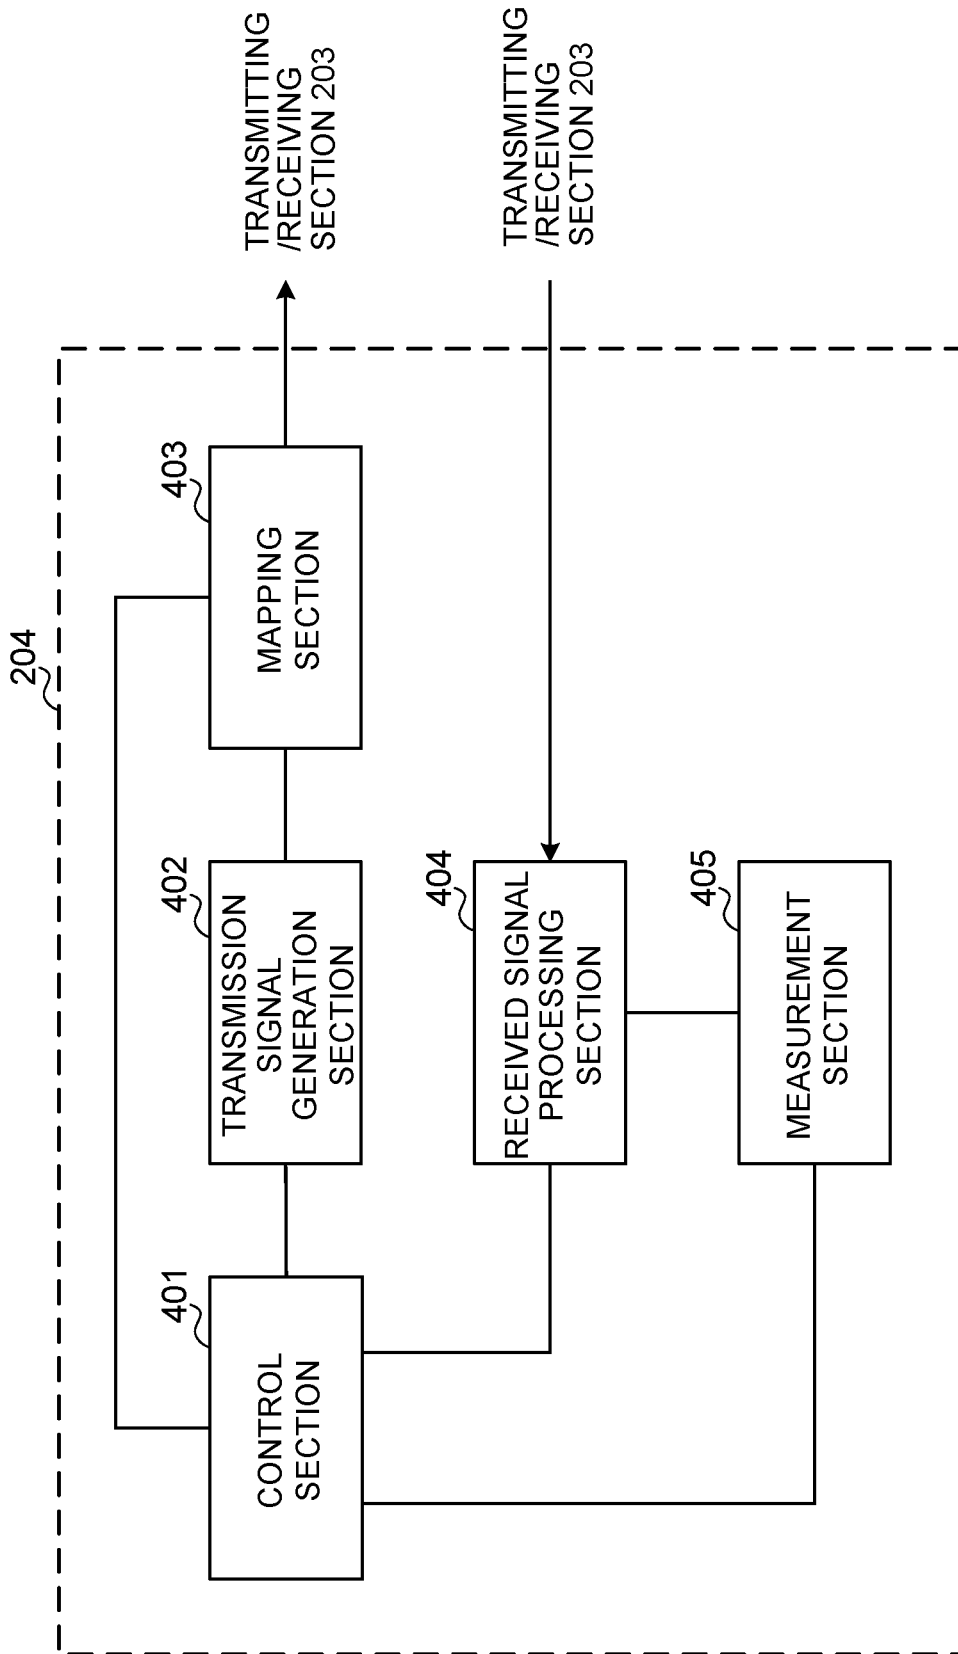 204
401
CONTROL
SECTION
402
TRANSMISSION
SIGNAL
GENERATION
SECTION
403
MAPPING
SECTION
TRANSMITTING
/RECEIVING
SECTION 203
404
RECEIVED SIGNAL
PROCESSING
SECTION
TRANSMITTING
/RECEIVING
SECTION 203
405
MEASUREMENT
SECTION